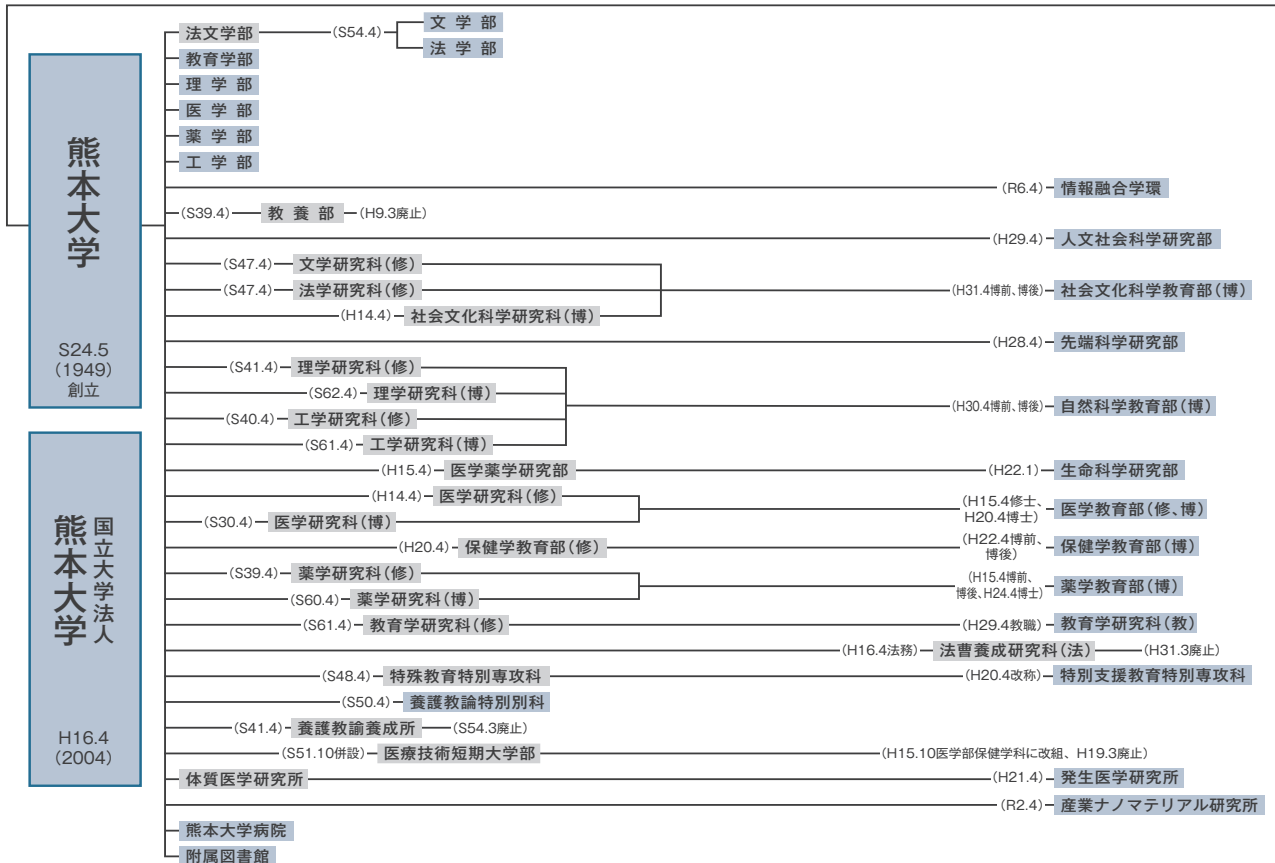 熊本大学
S24.5
(1949)
創立
国立大学法人
熊本大学
H16.4
(2004)
法文学部 (S54.4) 文学部
法学部
教育学部
理学部
医学部
薬学部
工学部
(R6.4) 情報融合学環
(S39.4) 教養部 (H9.3廃止)
(H29.4) 人文社会科学研究部
(S47.4) 文学研究科(修)
(S47.4) 法学研究科(修) (H31.4博前、博後) 社会文化科学教育部(博)
(H14.4) 社会文化科学研究科(博)
(H28.4) 先端科学研究部
(S41.4) 理学研究科(修)
(S62.4) 理学研究科(博)
(H30.4博前、博後) 自然科学教育部(博)
(S40.4) 工学研究科(修)
(S61.4) 工学研究科(博)
(H15.4) 医学薬学研究部 (H22.1) 生命科学研究部
(H14.4) 医学研究科(修)
(H15.4修士、
H20.4博士) 医学教育部(修、博)
(S30.4) 医学研究科(博)
(H20.4) 保健学教育部(修) (H22.4博前、
博後) 保健学教育部(博)
(S39.4) 薬学研究科(修)
(H15.4博前、
博後、H24.4博士) 薬学教育部(博)
(S60.4) 薬学研究科(博)
(S61.4) 教育学研究科(修) (H29.4教職) 教育学研究科(教)
(H16.4法務) 法曹養成研究科(法) (H31.3廃止)
(S48.4) 特殊教育特別専攻科 (H20.4改称) 特別支援教育特別専攻科
(S50.4) 養護教論特別別科
(S41.4) 養護教諭養成所 (S54.3廃止)
(S51.10併設) 医療技術短期大学部 (H15.10医学部保健学科に改組、H19.3廃止)
体質医学研究所 (H21.4) 発生医学研究所
(R2.4) 産業ナノマテリアル研究所
熊本大学病院
附属図書館